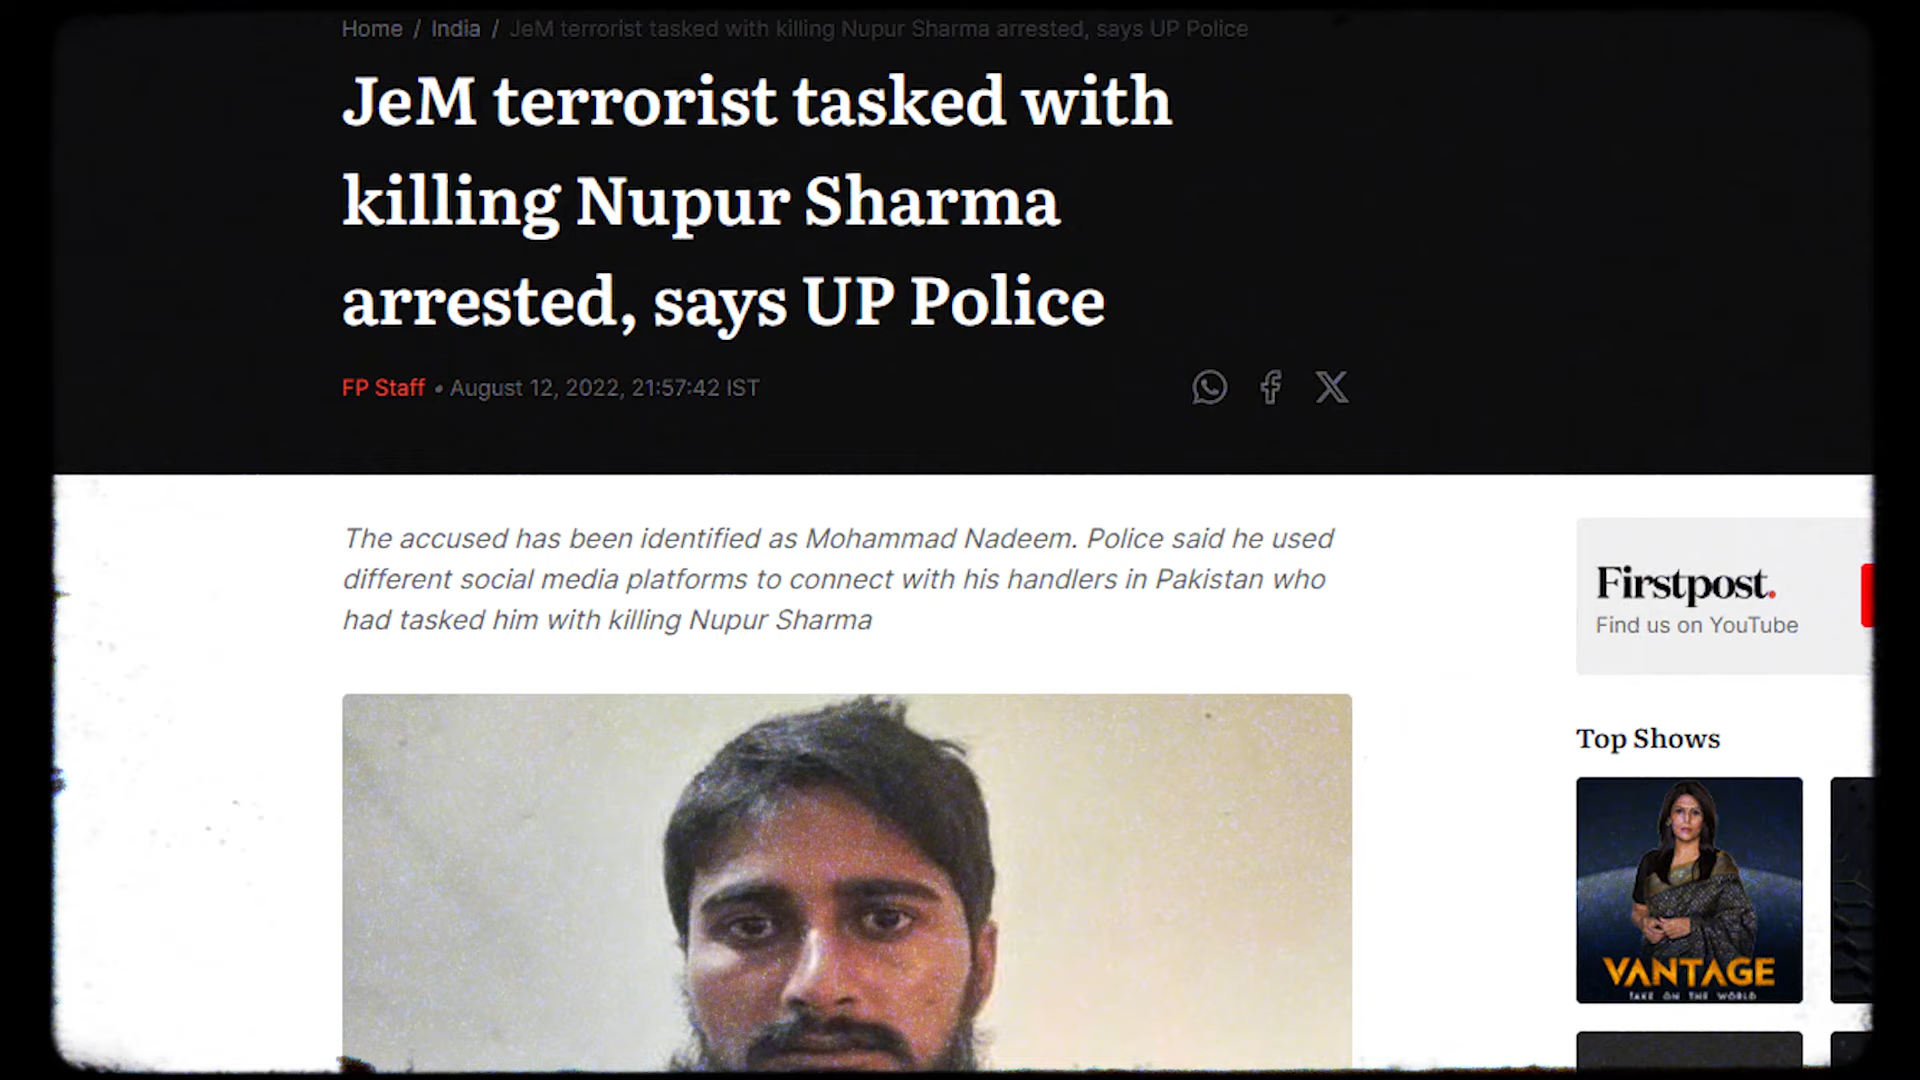 Home / India / JeM terrorist tasked with killing Nupur Sharma arrested, says UP Police
JeM terrorist tasked with
killing Nupur Sharma
arrested, says UP Police
FP Staff • August 12, 2022, 21:57:42 IST
The accused has been identified as Mohammad Nadeem. Police said he used
different social media platforms to connect with his handlers in Pakistan who
had tasked him with killing Nupur Sharma
Firstpost.
Find us on YouTube
Top Shows
VANTAGE
TAKE ON THE WORLD